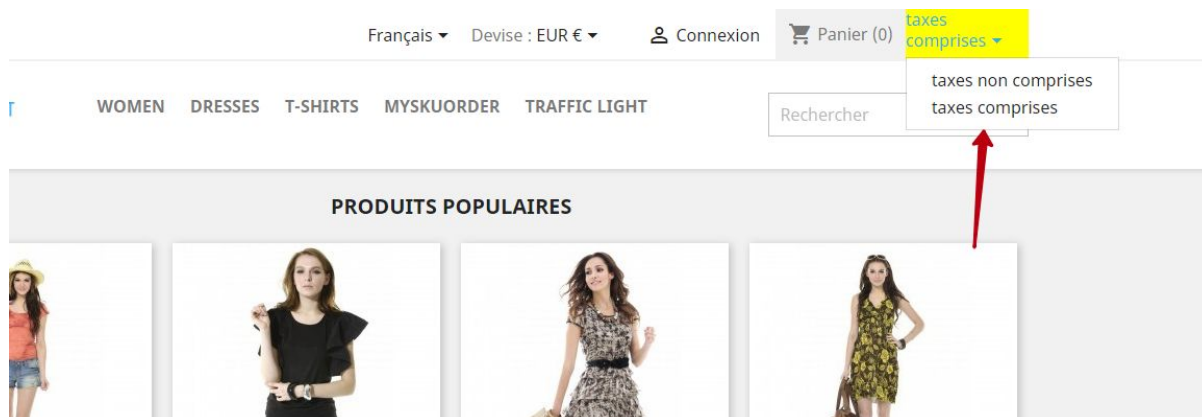 Français Devise : EUR € Connexion Panier (0) taxes
comprises
taxes non comprises
taxes comprises
T WOMEN DRESSES T-SHIRTS MYSKUORDER TRAFFIC LIGHT Rechercher
PRODUITS POPULAIRES